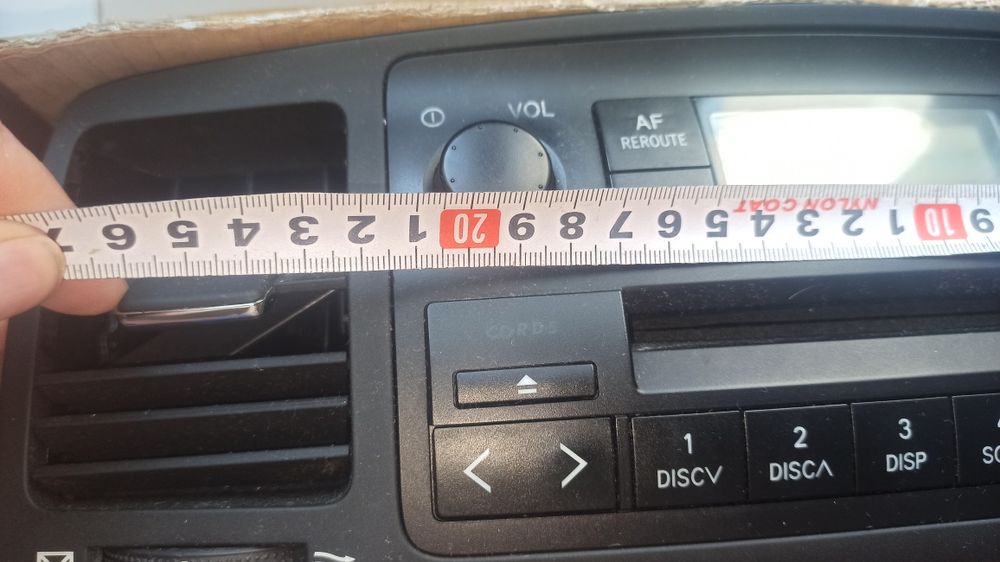 VOL
AF
REROUTE
7 6 5 4 3 2 1 20 9 8 7 6 5 4 3 2 1 10 9
NYLON COAT
< >
1
DISC
2
DISC
3
DISP